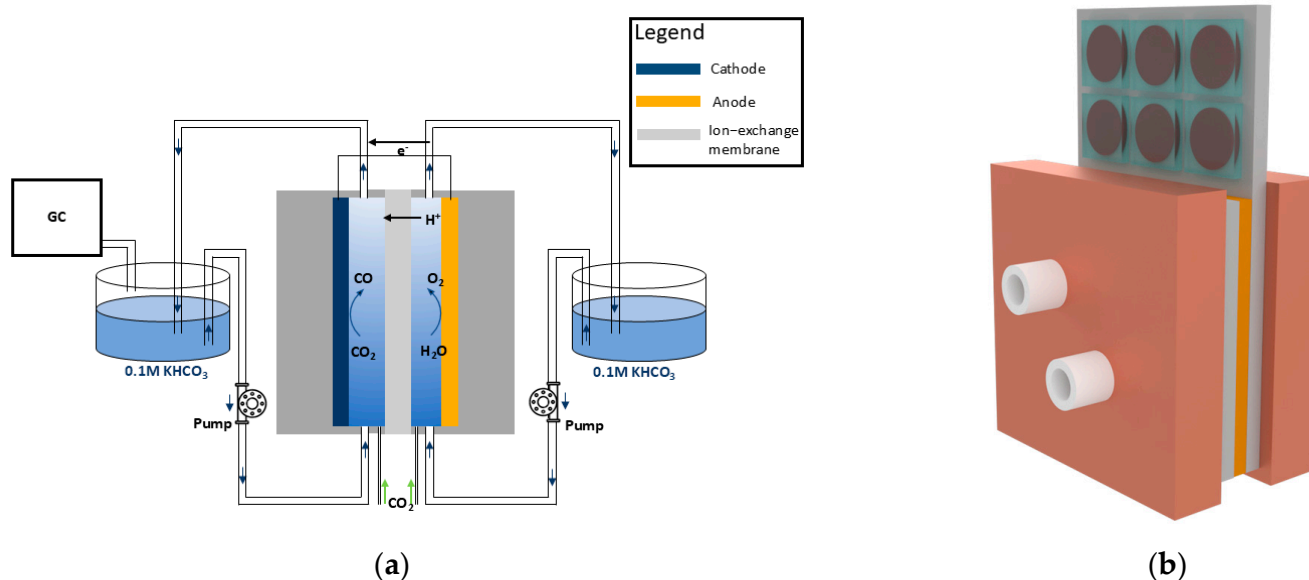 Legend
Cathode
Anode
Ion−exchange
membrane
e⁻
GC
H⁺
CO
O₂
CO₂
H₂O
0.1M KHCO₃
0.1M KHCO₃
Pump
Pump
CO₂
(a)
(b)